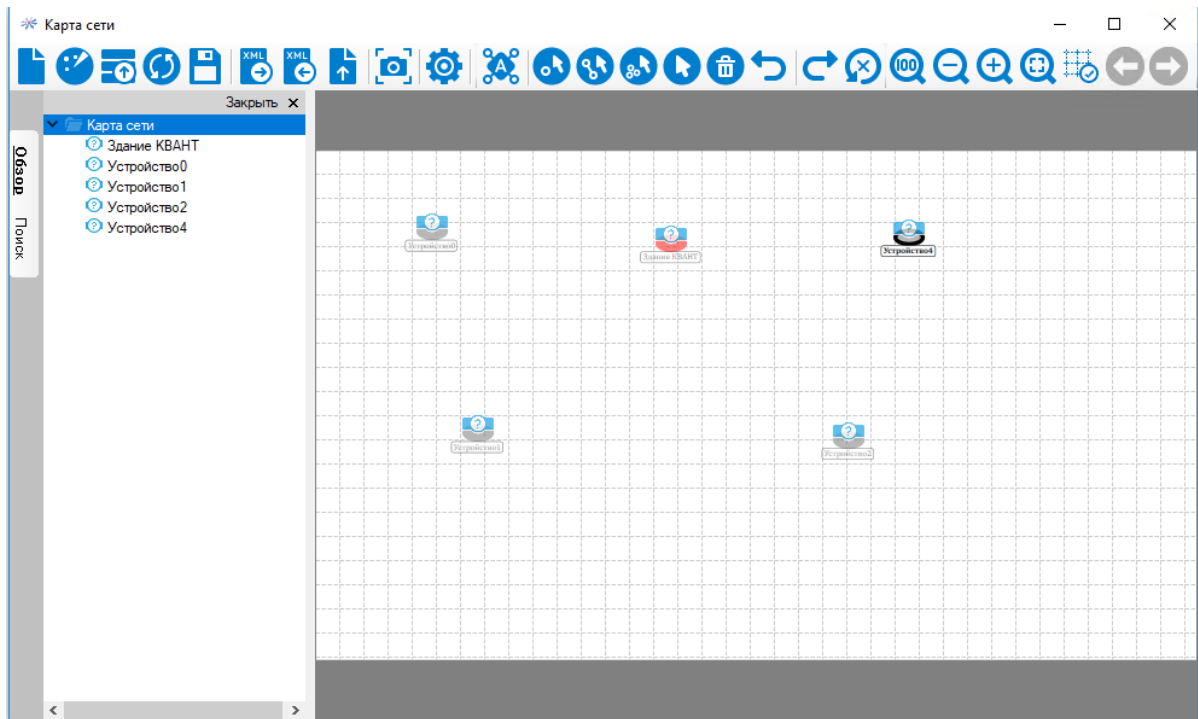 Карта сети
XML XML A 100
Закрыть
Карта сети
Здание КВАНТ
Устройство0
Устройство1
Устройство2
Устройство4
Обзор
Поиск
Устройство0
Здание КВАНТ
Устройство4
Устройство1
Устройство2